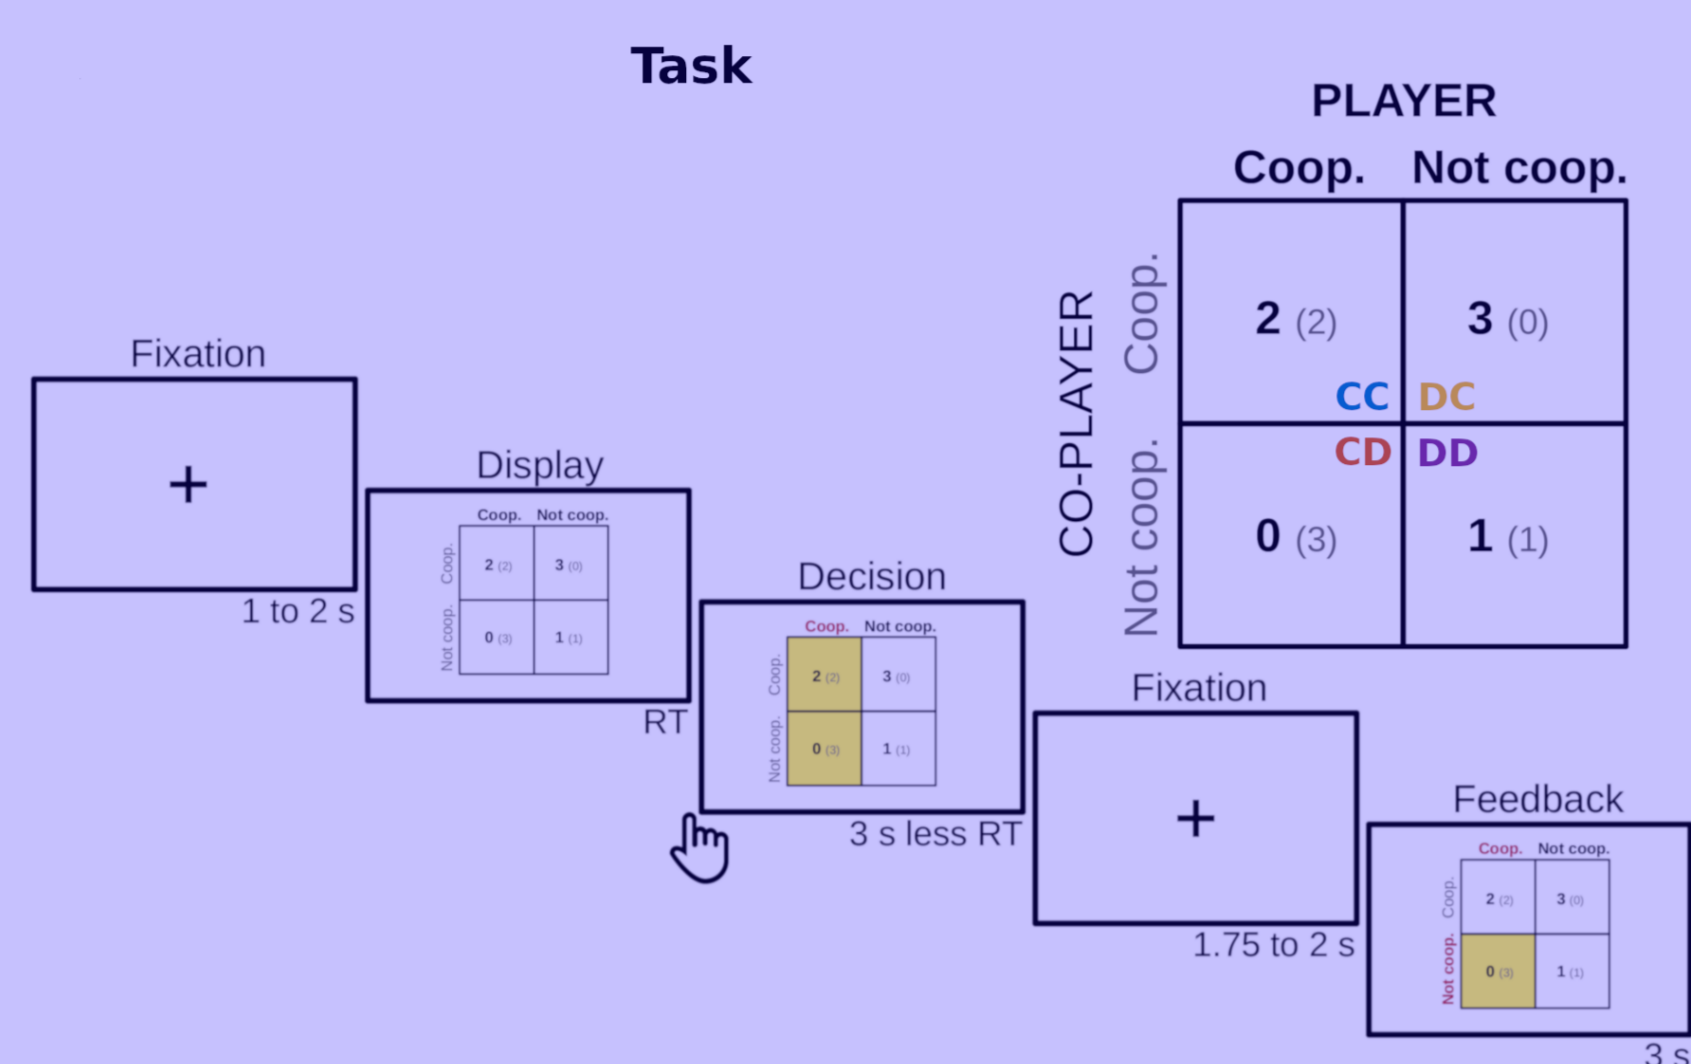 Task
PLAYER
Coop. Not coop.
CO-PLAYER
Coop.
Not coop.
2 (2) 3 (0)
CC DC
CD DD
0 (3) 1 (1)
Fixation
+
1 to 2 s
Display
Coop. Not coop.
Coop.
2 (2) 3 (0)
Not coop.
0 (3) 1 (1)
RT
Decision
Coop. Not coop.
Coop.
2 (2) 3 (0)
Not coop.
0 (3) 1 (1)
3 s less RT
Fixation
+
1.75 to 2 s
Feedback
Coop. Not coop.
Coop.
2 (2) 3 (0)
Not coop.
0 (3) 1 (1)
3 s